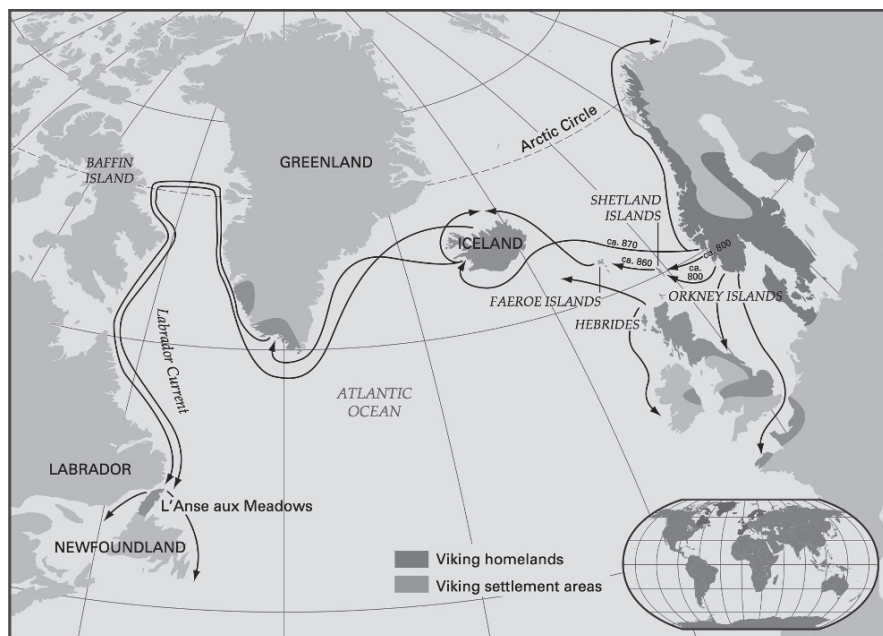 Arctic Circle
BAFFIN
ISLAND
GREENLAND
SHETLAND
ISLANDS
ICELAND
ca. 870
ca. 800
ca. 860
ca.
800
FAEROE ISLANDS
ORKNEY ISLANDS
HEBRIDES
Labrador Current
ATLANTIC
OCEAN
LABRADOR
L'Anse aux Meadows
NEWFOUNDLAND
Viking homelands
Viking settlement areas